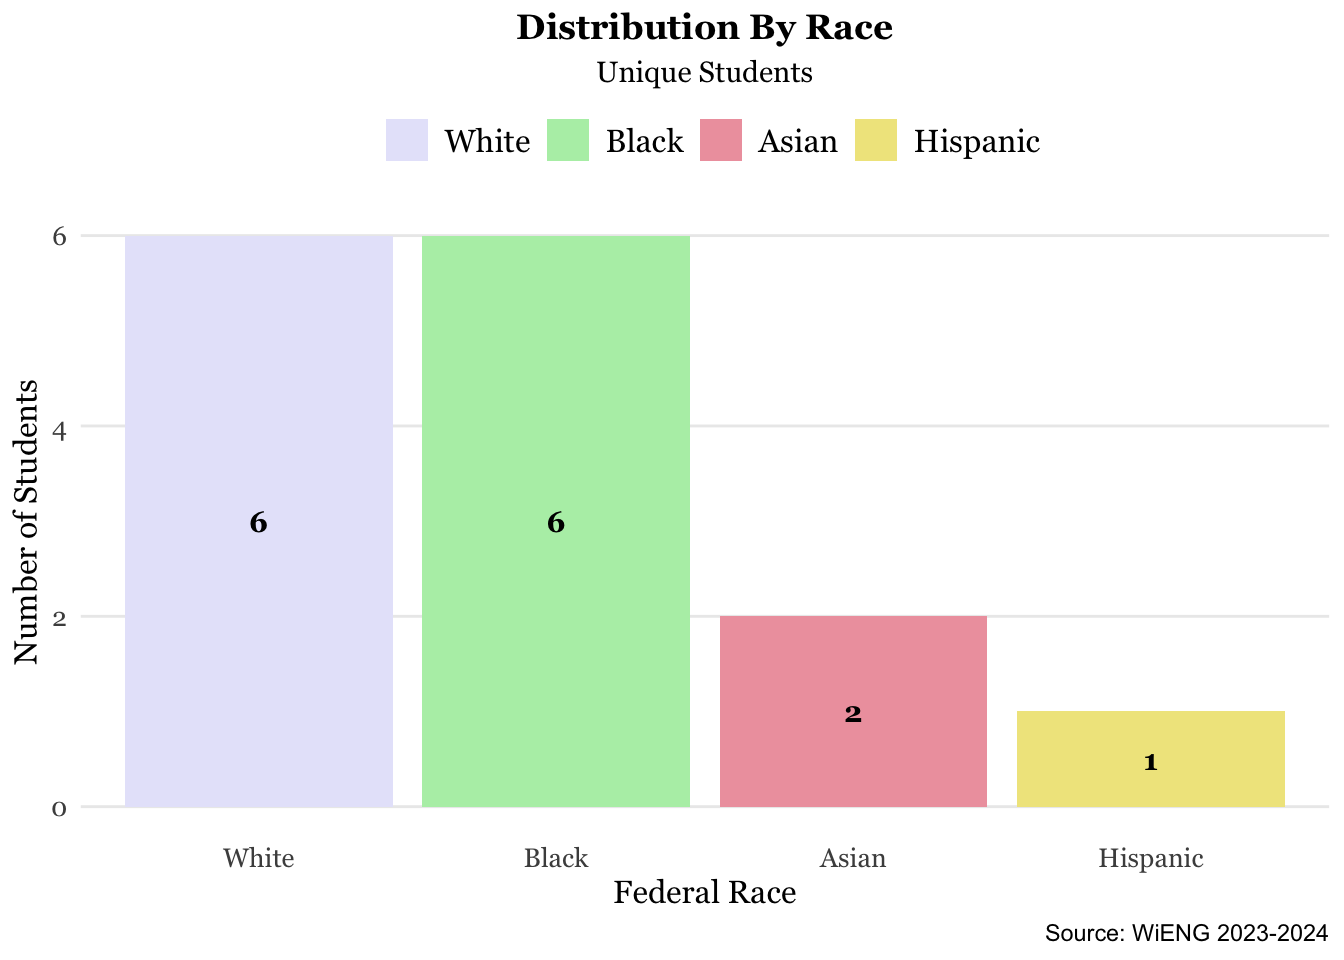 Distribution By Race
Unique Students
White Black Asian Hispanic
6
4
2
0
Number of Students
6
6
2
1
White Black Asian Hispanic
Federal Race
Source: WiENG 2023-2024